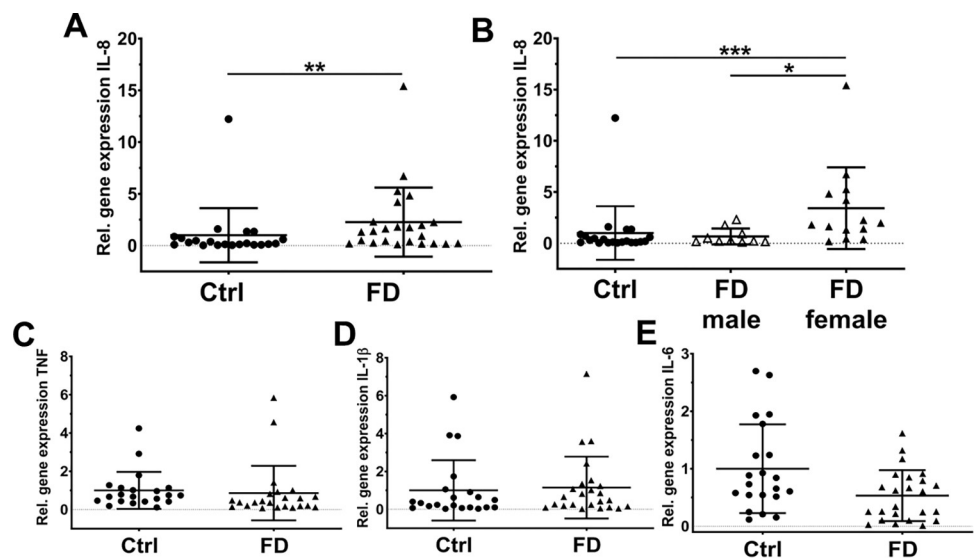 A
Rel. gene expression IL-8
20
15
10
5
0
**
Ctrl
FD
B
Rel. gene expression IL-8
20
15
10
5
0
***
*
Ctrl
FD
male
FD
female
C
Rel. gene expression TNF
8
6
4
2
0
Ctrl
FD
D
Rel. gene expression IL-1β
8
6
4
2
0
Ctrl
FD
E
Rel. gene expression IL-6
3
2
1
0
Ctrl
FD